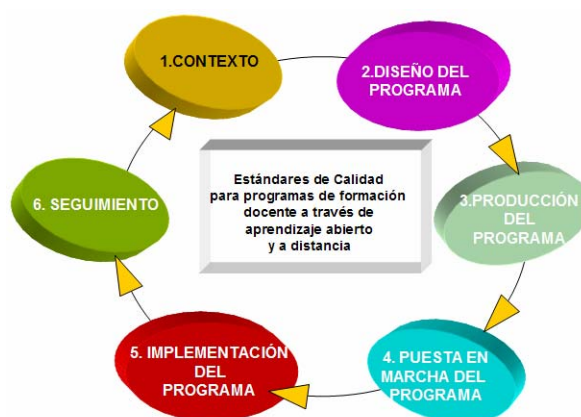 1.CONTEXTO
2.DISEÑO DEL
PROGRAMA
3.PRODUCCIÓN
DEL
PROGRAMA
4. PUESTA EN
MARCHA DEL
PROGRAMA
5. IMPLEMENTACIÓN
DEL
PROGRAMA
6. SEGUIMIENTO
Estándares de Calidad
para programas de formación
docente a través de
aprendizaje abierto
y a distancia